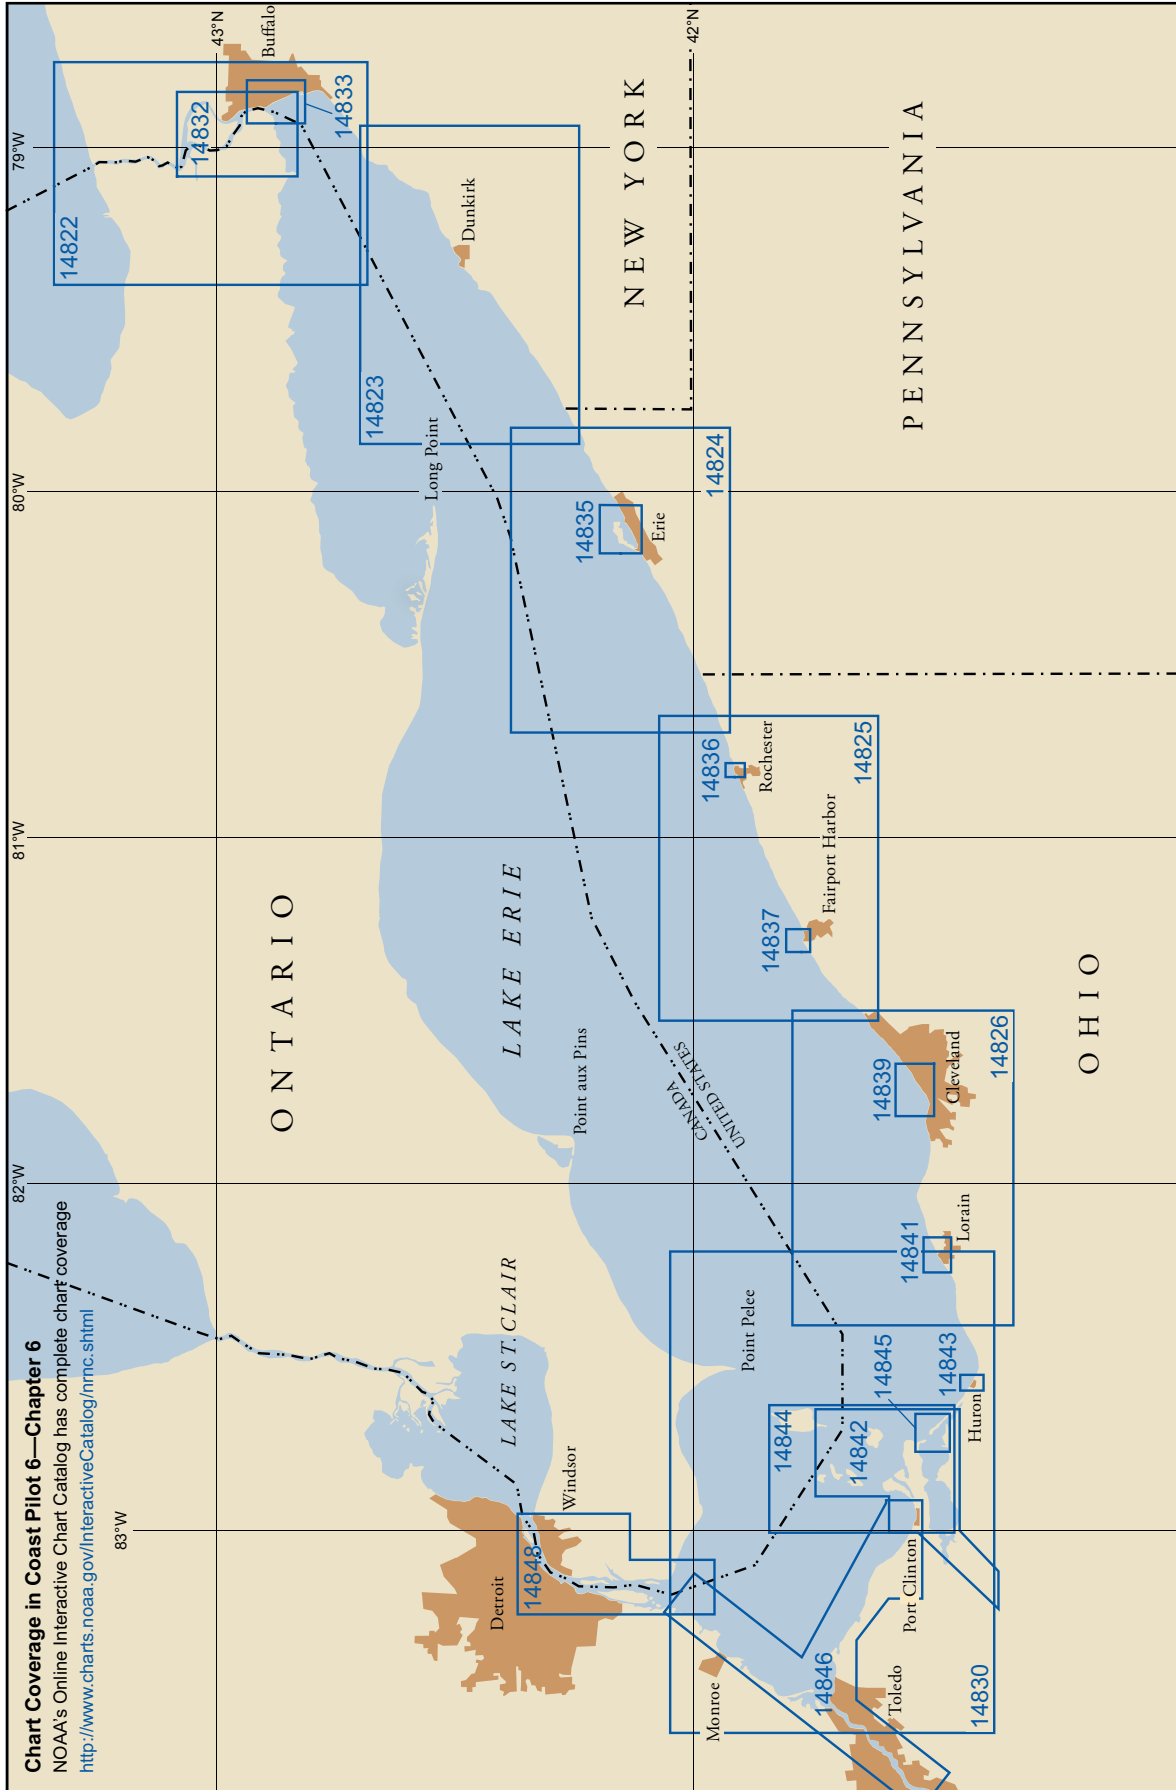 Chart Coverage in Coast Pilot 6—Chapter 6
NOAA's Online Interactive Chart Catalog has complete chart coverage
http://www.charts.noaa.gov/InteractiveCatalog/nrnc.shtml
83°W
82°W
81°W
80°W
79°W
43°N
42°N
ONTARIO
LAKE ERIE
LAKE ST. CLAIR
NEW YORK
PENNSYLVANIA
OHIO
CANADA
UNITED STATES
Buffalo
Dunkirk
Long Point
Erie
Rochester
Fairport Harbor
Cleveland
Lorain
Huron
Port Clinton
Toledo
Monroe
Detroit
Windsor
Point Pelee
Point aux Pins
14822
14832
14833
14823
14824
14835
14825
14836
14837
14826
14839
14841
14843
14845
14842
14844
14830
14846
14848